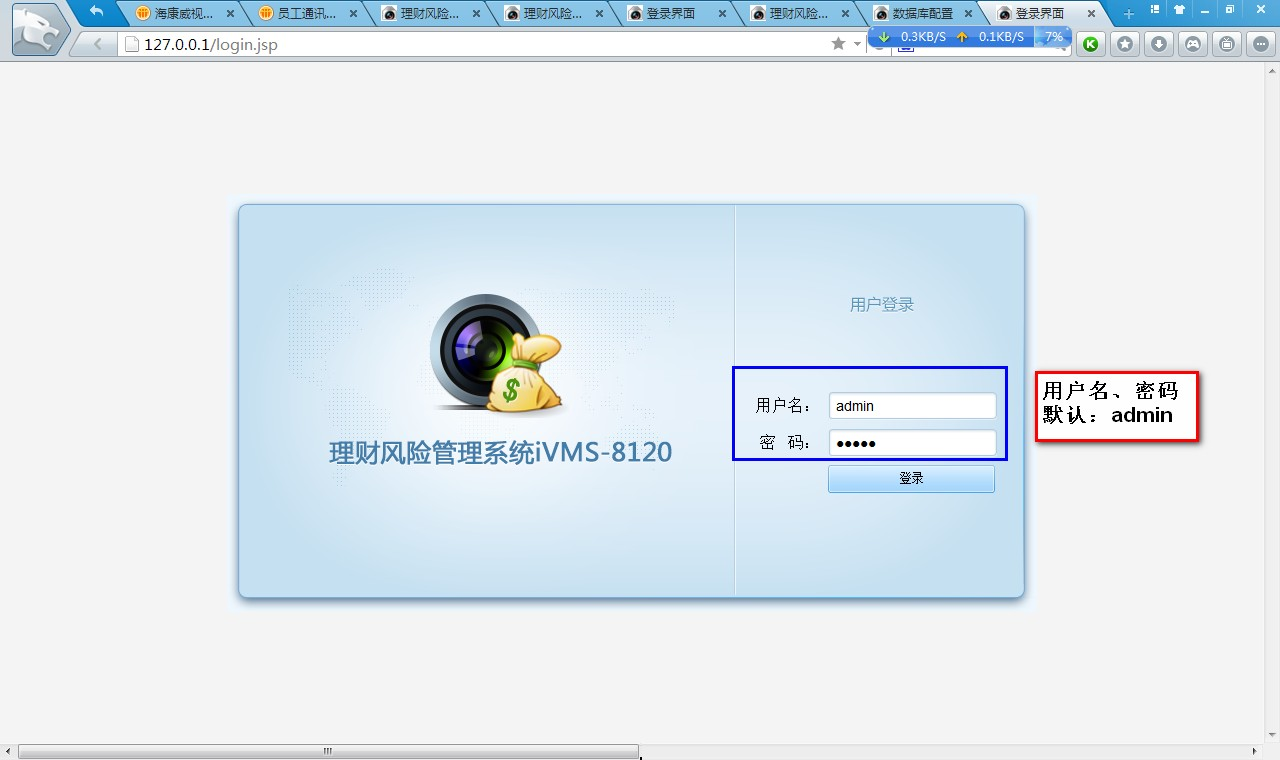 海康威视...
员工通讯...
理财风险...
理财风险...
登录界面
理财风险...
数据库配置
登录界面
127.0.0.1/login.jsp
0.3KB/S
0.1KB/S
7%
用户登录
用户名：
admin
用户名、密码
默认：admin
密 码：
●●●●●
理财风险管理系统iVMS-8120
登录